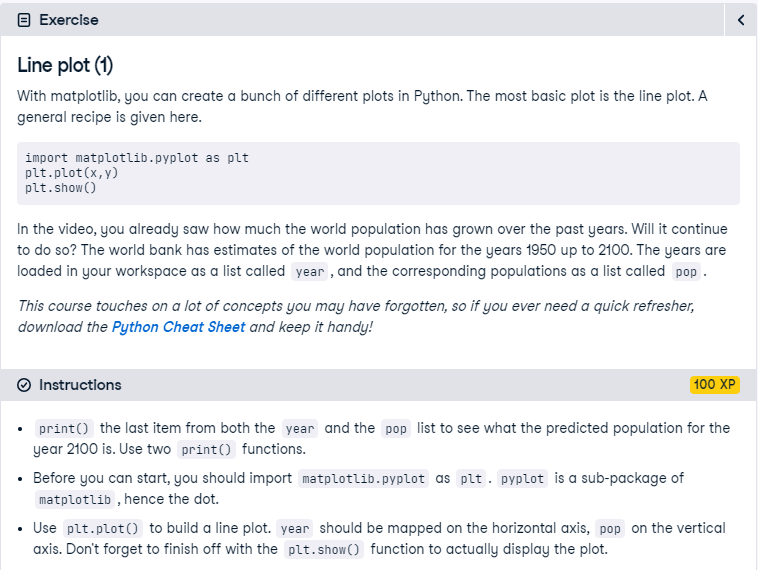 Exercise
Line plot (1)
With matplotlib, you can create a bunch of different plots in Python. The most basic plot is the line plot. A
general recipe is given here.
import matplotlib.pyplot as plt
plt.plot(x,y)
plt.show()
In the video, you already saw how much the world population has grown over the past years. Will it continue
to do so? The world bank has estimates of the world population for the years 1950 up to 2100. The years are
loaded in your workspace as a list called year , and the corresponding populations as a list called pop .
This course touches on a lot of concepts you may have forgotten, so if you ever need a quick refresher,
download the Python Cheat Sheet and keep it handy!
Instructions 100 XP
• print() the last item from both the year and the pop list to see what the predicted population for the
year 2100 is. Use two print() functions.
• Before you can start, you should import matplotlib.pyplot as plt . pyplot is a sub-package of
matplotlib , hence the dot.
• Use plt.plot() to build a line plot. year should be mapped on the horizontal axis, pop on the vertical
axis. Don't forget to finish off with the plt.show() function to actually display the plot.